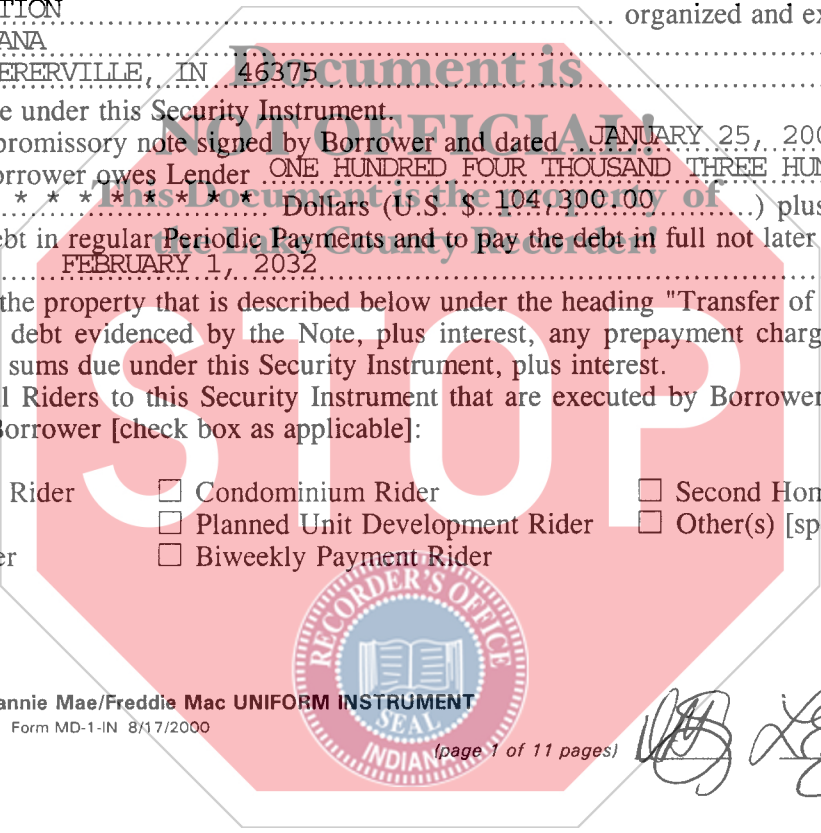 TION organized and ex
ANA
ERERVILLE, IN 46375
Document is
e under this Security Instrument.
NOT OFFICIAL!
promissory note signed by Borrower and dated JANUARY 25, 200
orrower owes Lender ONE HUNDRED FOUR THOUSAND THREE HUN
This Document is the property of
* * * * * * * * * Dollars (U.S. $ 104,300.00 ) plus
ebt in regular Periodic Payments and to pay the debt in full not later
the Lake County Recorder!
FEBRUARY 1, 2032
the property that is described below under the heading "Transfer of
debt evidenced by the Note, plus interest, any prepayment charg
sums due under this Security Instrument, plus interest.
l Riders to this Security Instrument that are executed by Borrower
Borrower [check box as applicable]:
STOP
Rider ☐ Condominium Rider ☐ Second Hom
☐ Planned Unit Development Rider ☐ Other(s) [sp
er ☐ Biweekly Payment Rider
RECORDER'S OFFICE
SEAL
INDIANA
annie Mae/Freddie Mac UNIFORM INSTRUMENT
Form MD-1-IN 8/17/2000
(page 1 of 11 pages)